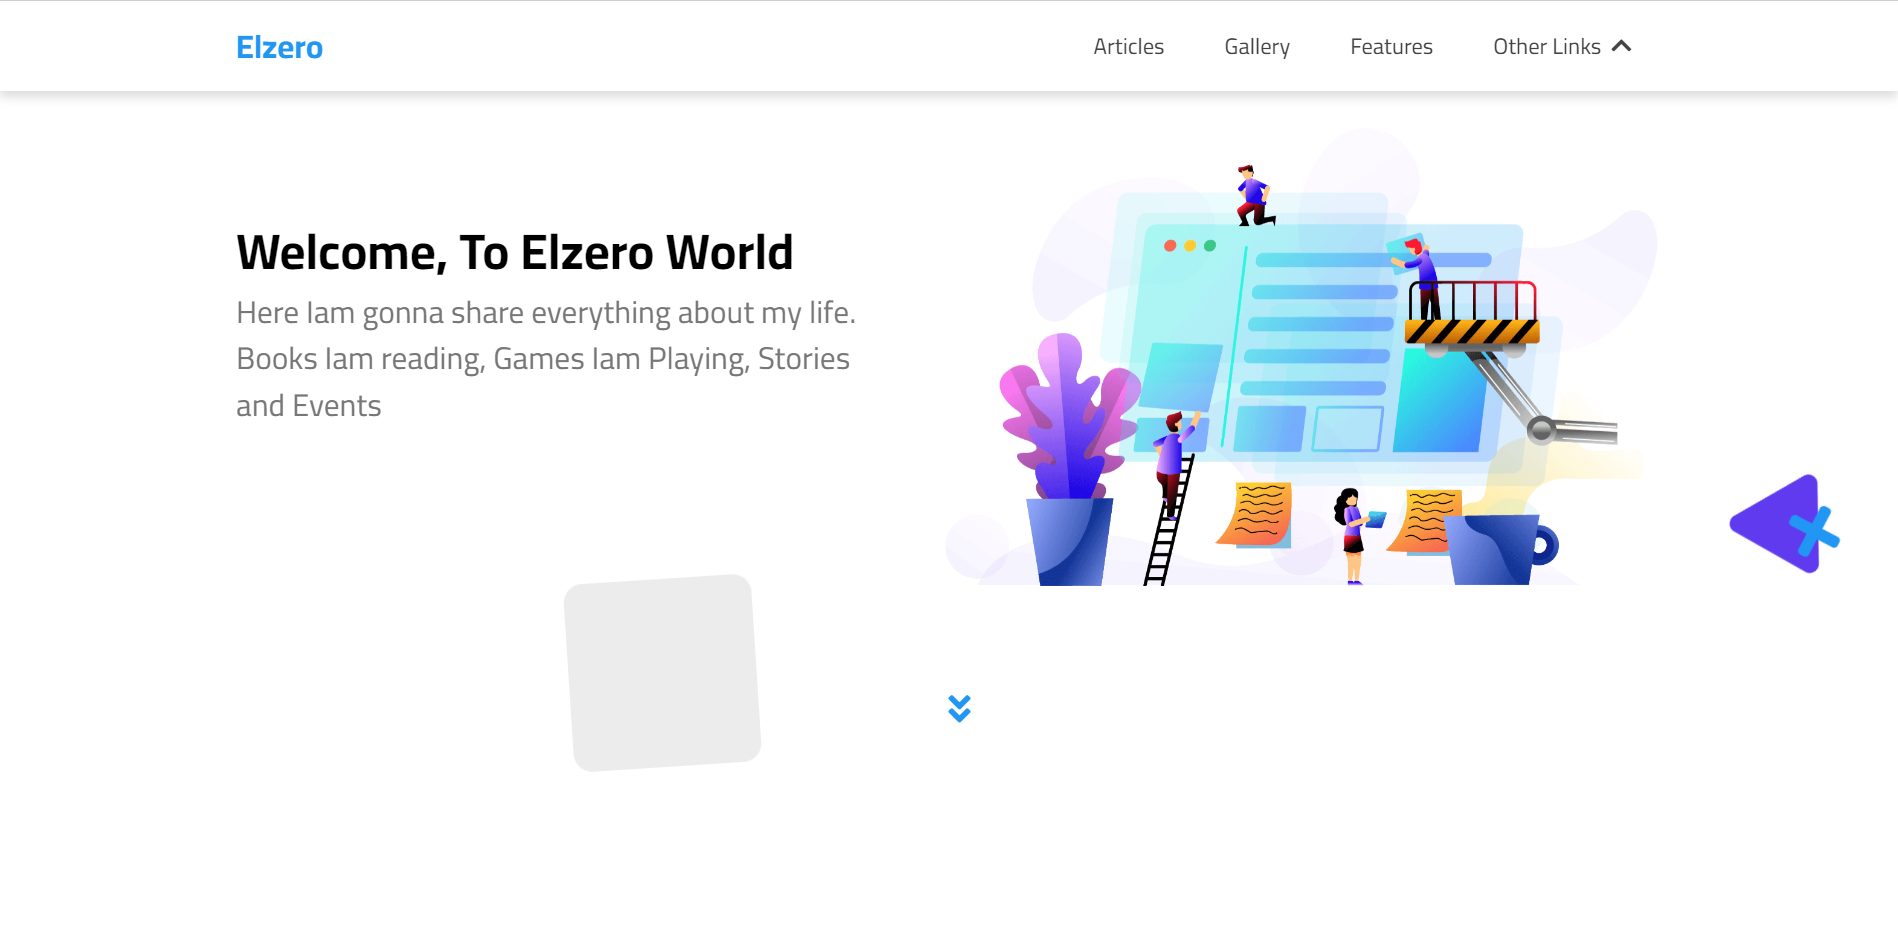 Elzero
Articles
Gallery
Features
Other Links
Welcome, To Elzero World
Here Iam gonna share everything about my life.
Books Iam reading, Games Iam Playing, Stories
and Events